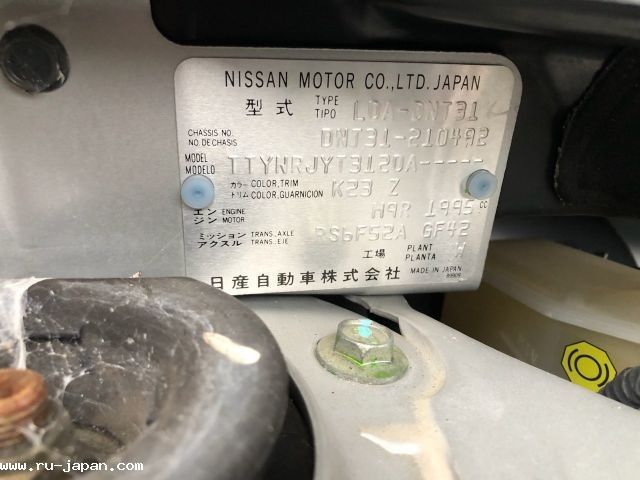 NISSAN MOTOR CO.,LTD. JAPAN
型式 TYPE TIPO LDA-DNT31
CHASSIS NO. NO. DE CHASIS DNT31-210492
MODEL MODELO TTYNRJYT312DA-----
カラー COLOR, TRIM トリム COLOR, GUARNICION K23 Z
エンジン ENGINE MOTOR M9R 1995 CC
ミッション TRANS. AXLE アクスル TRANS. EJE RS6F52A GF42
工場 PLANT PLANTA W
日産自動車株式会社 MADE IN JAPAN
www.ru-japan.com